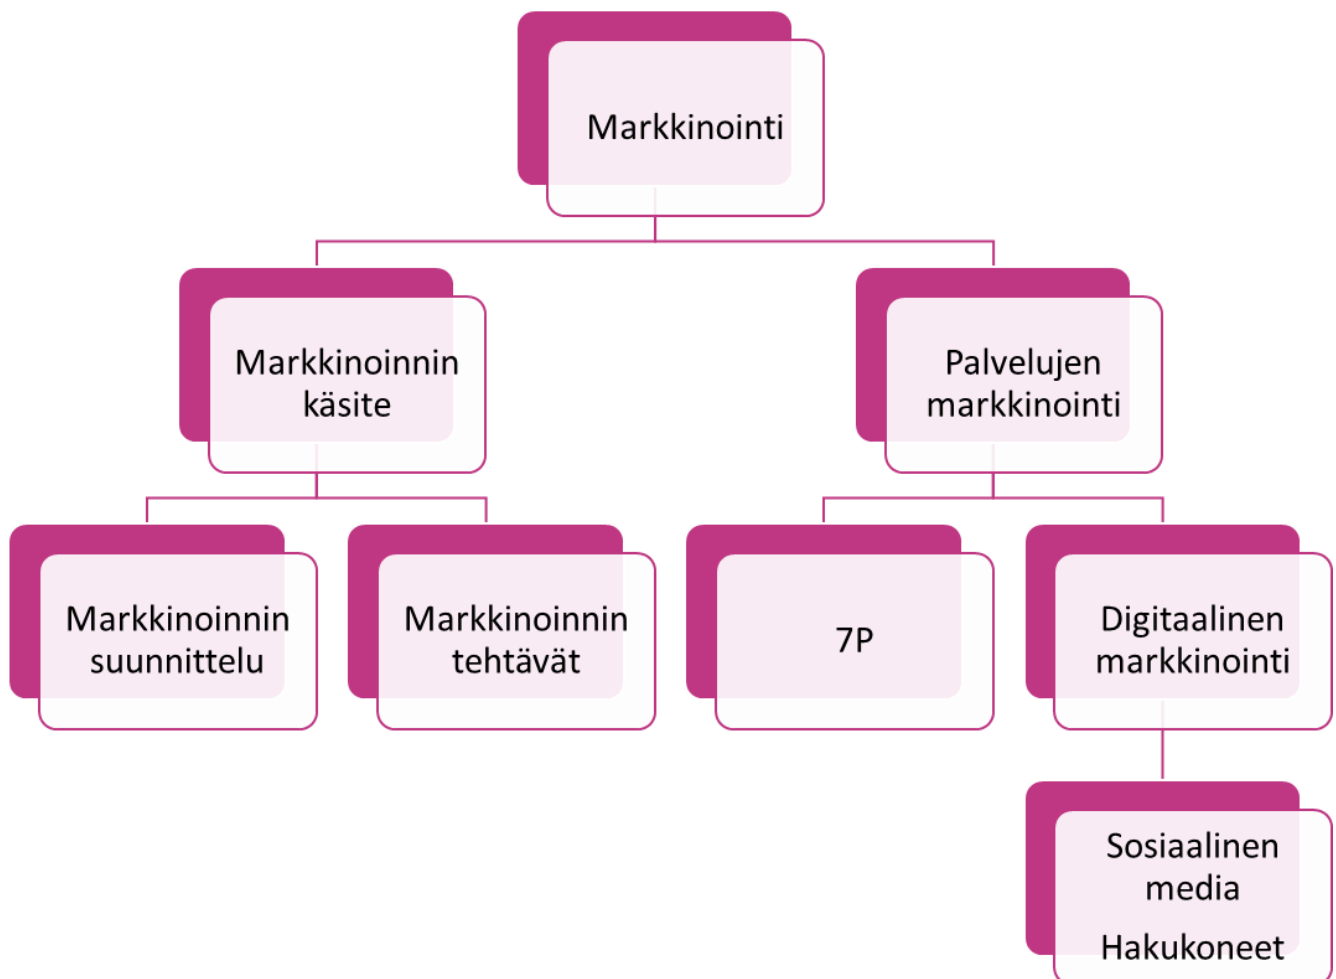 Markkinointi
Markkinoinnin
käsite
Palvelujen
markkinointi
Markkinoinnin
suunnittelu
Markkinoinnin
tehtävät
7P
Digitaalinen
markkinointi
Sosiaalinen
media
Hakukoneet